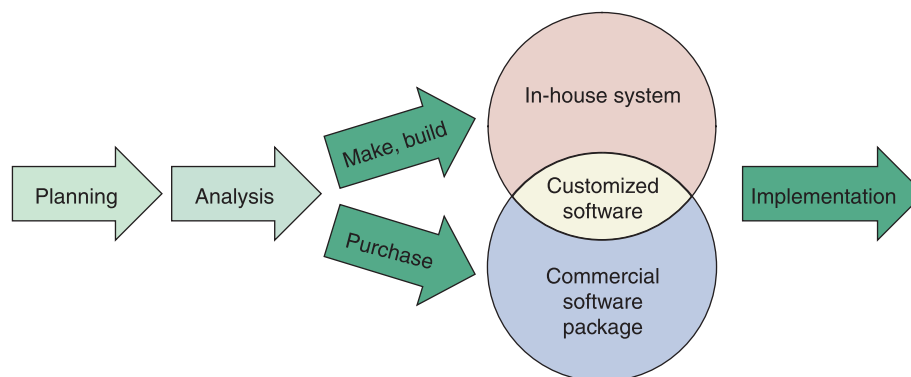 Planning
Analysis
Make, build
Purchase
In-house system
Customized
software
Commercial
software
package
Implementation